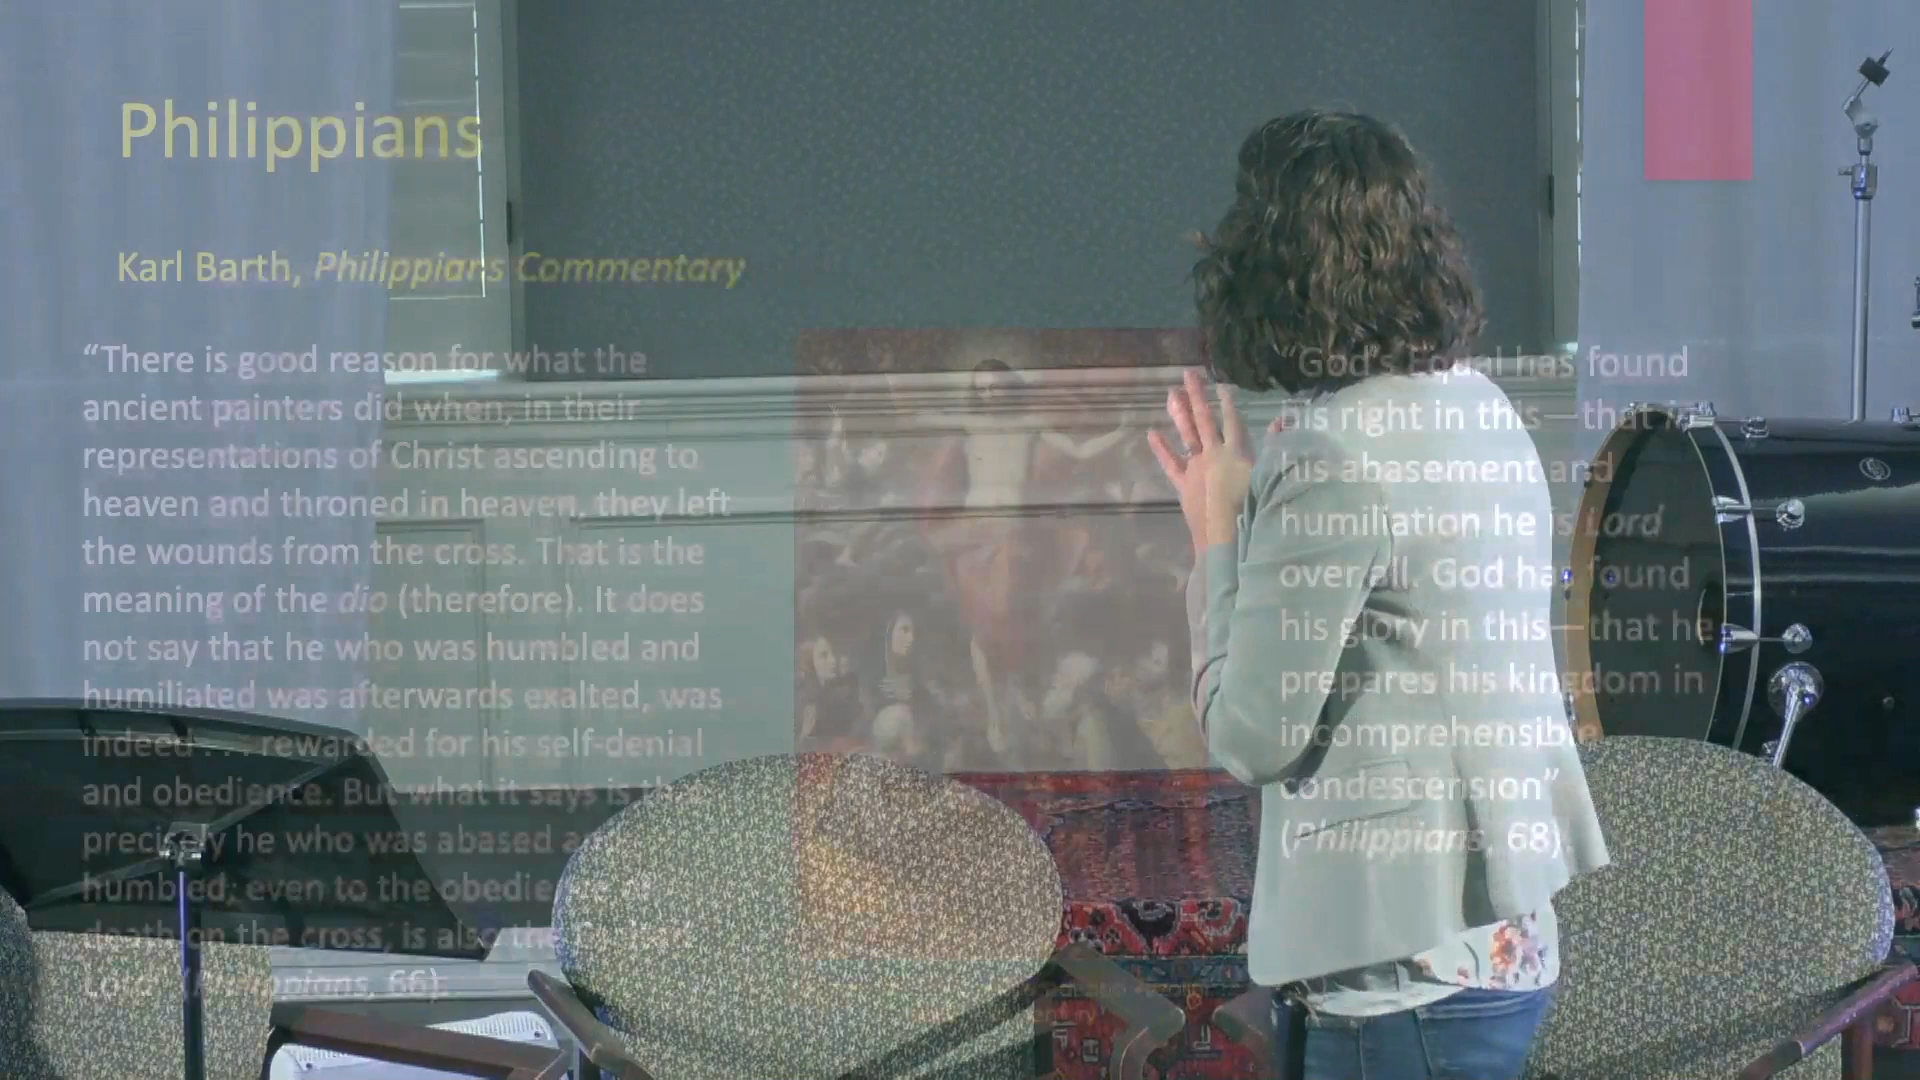 Philippians
Karl Barth, Philippians Commentary
“There is good reason for what the
ancient painters did when, in their
representations of Christ ascending to
heaven and throned in heaven, they left
the wounds from the cross. That is the
meaning of the dio (therefore). It does
not say that he who was humbled and
humiliated was afterwards exalted, was
indeed . . . rewarded for his self-denial
and obedience. But what it says is
precisely he who was abased
humbled; even to the
death on the cross, is also the
Lord” (Philippians, 66).
“God’s Equal has found
his right in this—that in
his abasement and
humiliation he is Lord
over all. God has found
his glory in this—that he
prepares his kingdom in
incomprehensible
condescension”
(Philippians, 68)